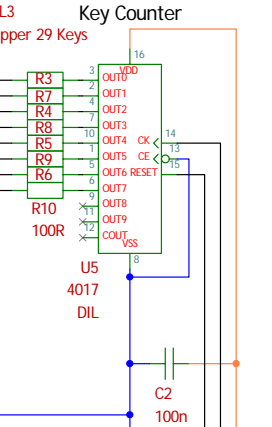 L3
Key Counter
pper 29 Keys
16
VDD
R3
3
OUT0
R7
2
OUT1
R4
4
OUT2
R8
7
OUT3
R5
10
OUT4
CK
14
R9
1
OUT5
CE
13
R6
5
OUT6
RESET
15
6
OUT7
9
OUT8
R10
11
OUT9
100R
12
COUT
VSS
8
U5
4017
DIL
C2
100n